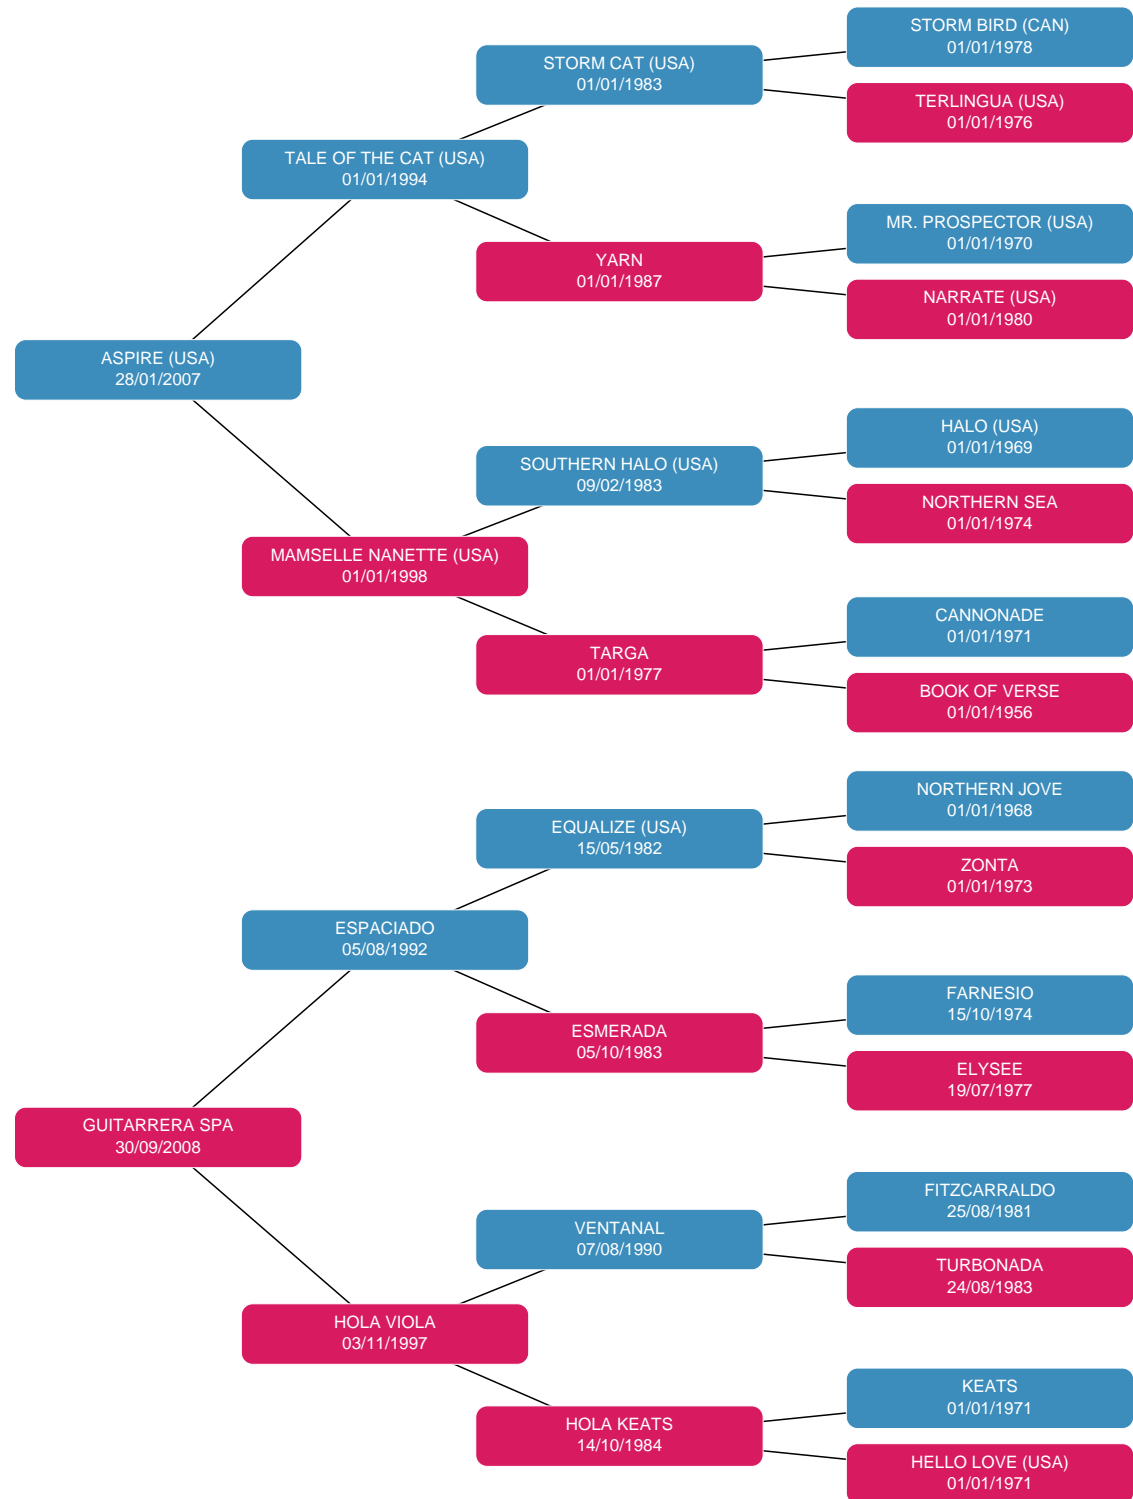 STORM BIRD (CAN)
01/01/1978
STORM CAT (USA)
01/01/1983
TERLINGUA (USA)
01/01/1976
TALE OF THE CAT (USA)
01/01/1994
MR. PROSPECTOR (USA)
01/01/1970
YARN
01/01/1987
NARRATE (USA)
01/01/1980
ASPIRE (USA)
28/01/2007
HALO (USA)
01/01/1969
SOUTHERN HALO (USA)
09/02/1983
NORTHERN SEA
01/01/1974
MAMSELLE NANETTE (USA)
01/01/1998
CANNONADE
01/01/1971
TARGA
01/01/1977
BOOK OF VERSE
01/01/1956
NORTHERN JOVE
01/01/1968
EQUALIZE (USA)
15/05/1982
ZONTA
01/01/1973
ESPACIADO
05/08/1992
FARNESIO
15/10/1974
ESMERADA
05/10/1983
ELYSEE
19/07/1977
GUITARRERA SPA
30/09/2008
FITZCARRALDO
25/08/1981
VENTANAL
07/08/1990
TURBONADA
24/08/1983
HOLA VIOLA
03/11/1997
KEATS
01/01/1971
HOLA KEATS
14/10/1984
HELLO LOVE (USA)
01/01/1971